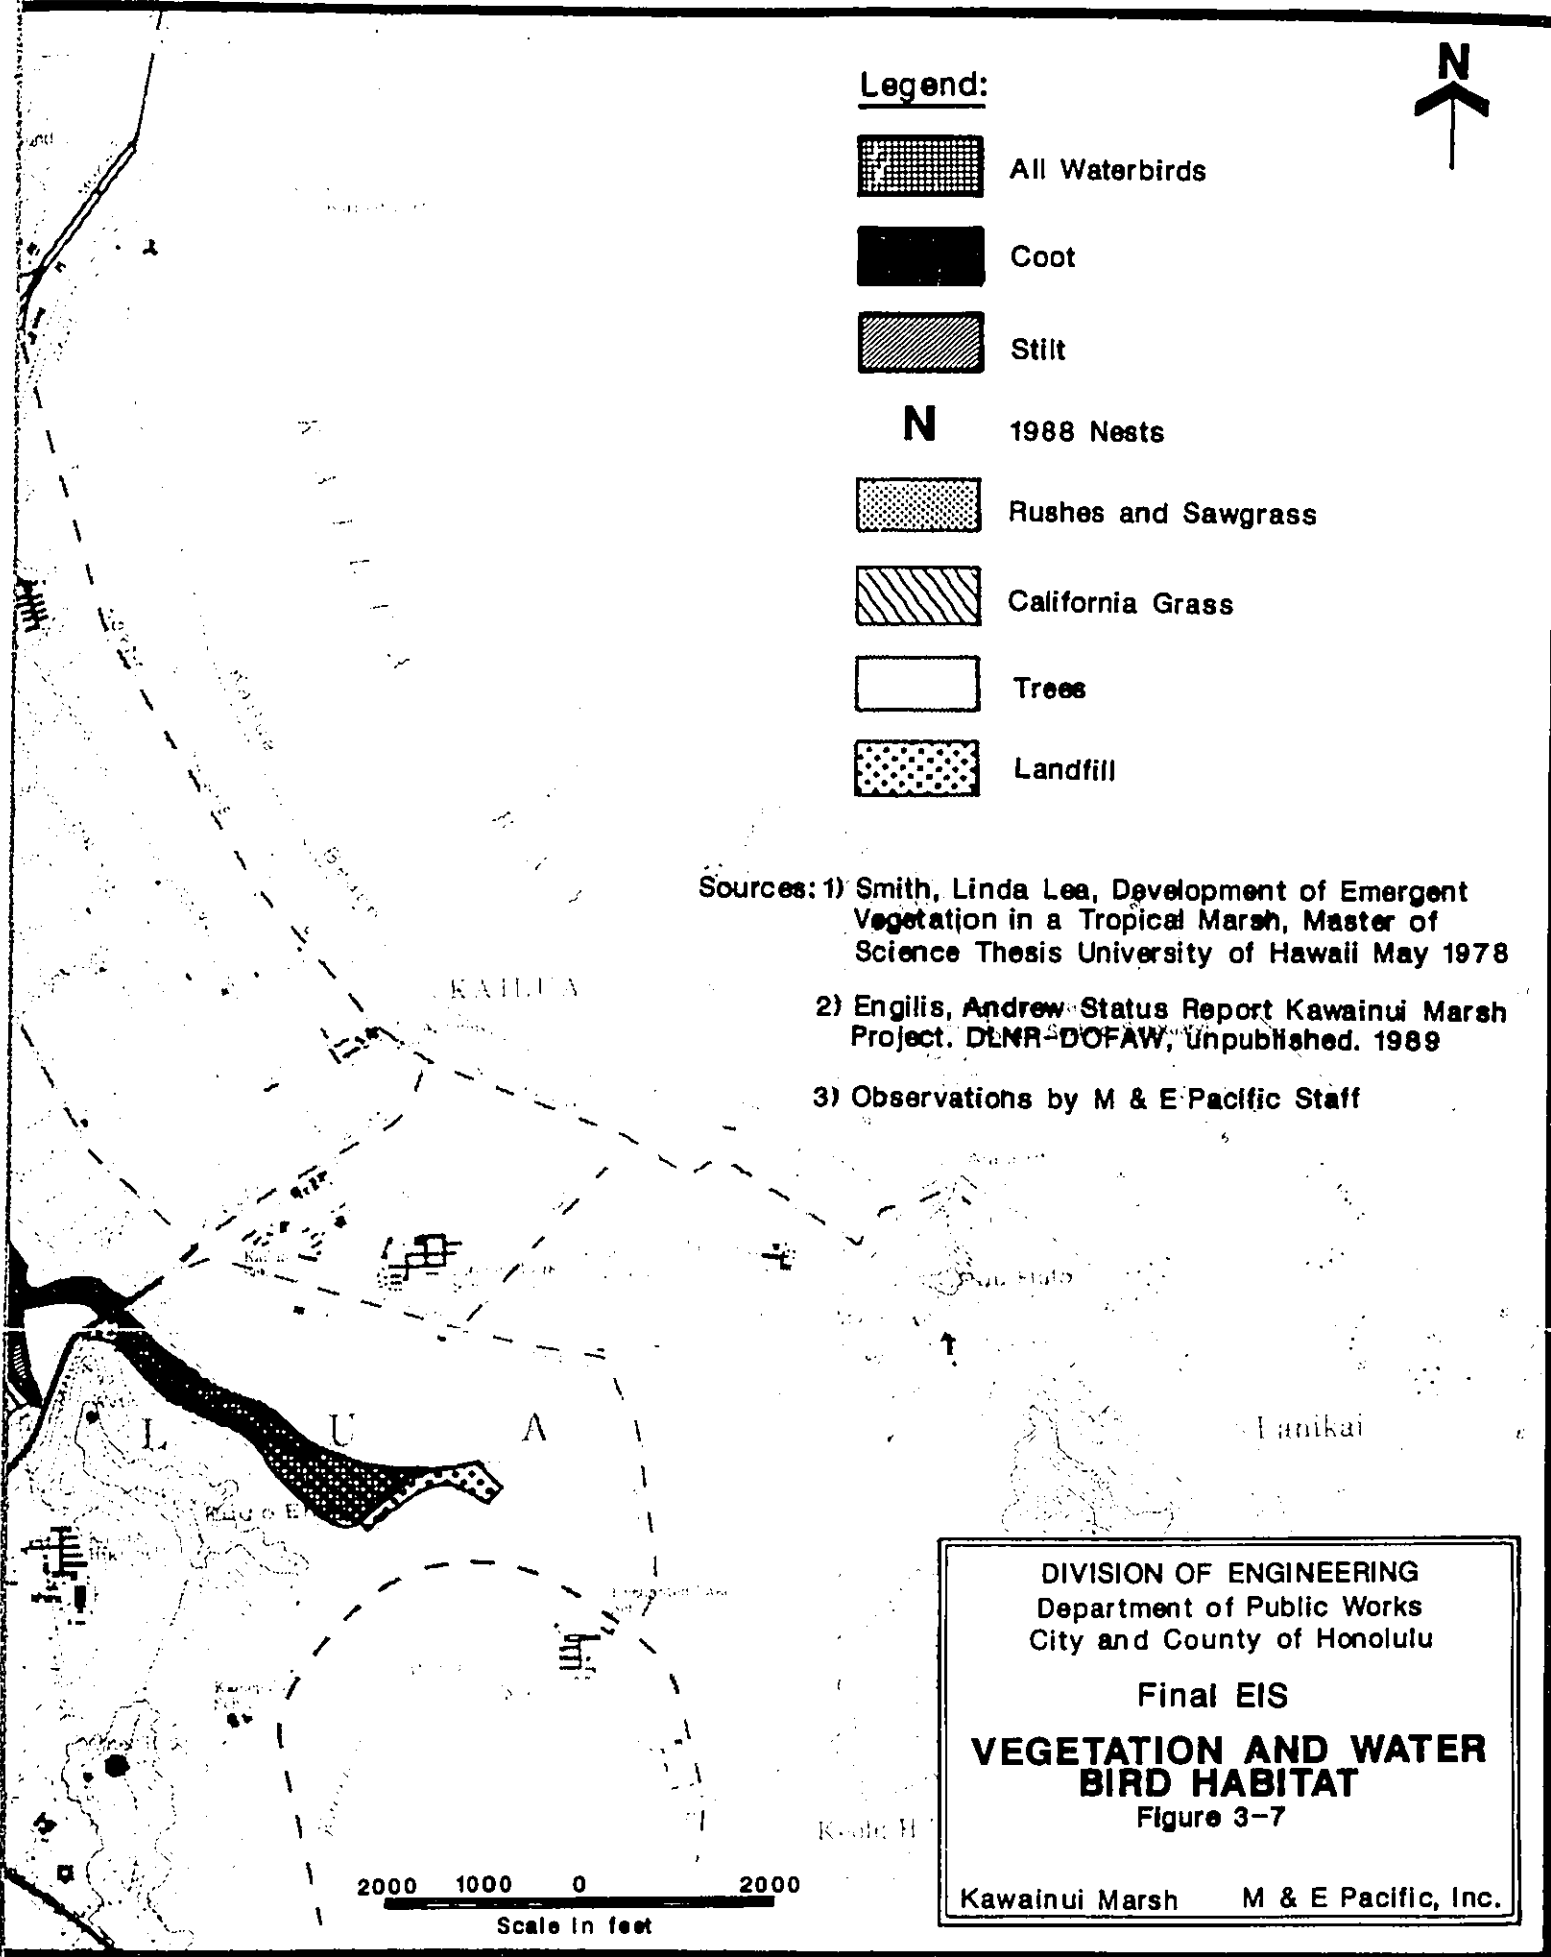 N
Legend:
All Waterbirds
Coot
Stilt
N 1988 Nests
Rushes and Sawgrass
California Grass
Trees
Landfill
Sources: 1) Smith, Linda Lea, Development of Emergent
Vegetation in a Tropical Marsh, Master of
Science Thesis University of Hawaii May 1978
2) Engilis, Andrew Status Report Kawainui Marsh
Project. DLNR-DOFAW, Unpublished. 1989
3) Observations by M & E Pacific Staff
KAILUA
L U A
Lanikai
DIVISION OF ENGINEERING
Department of Public Works
City and County of Honolulu
Final EIS
VEGETATION AND WATER
BIRD HABITAT
Figure 3-7
Kawainui Marsh M & E Pacific, Inc.
2000 1000 0 2000
Scale in feet